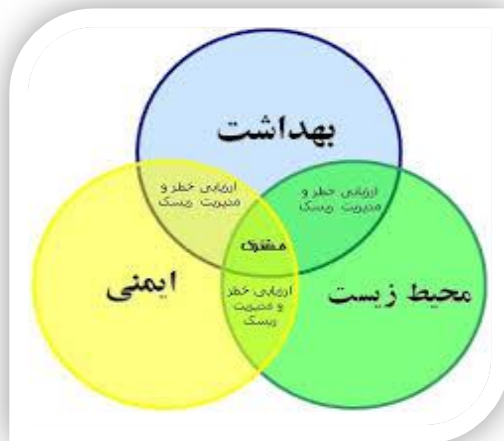 بهداشت
ارزیابی خطر و
مدیریت ریسک
ارزیابی خطر و
مدیریت ریسک
مشترک
ایمنی
ارزیابی خطر
و مدیریت
ریسک
محیط زیست